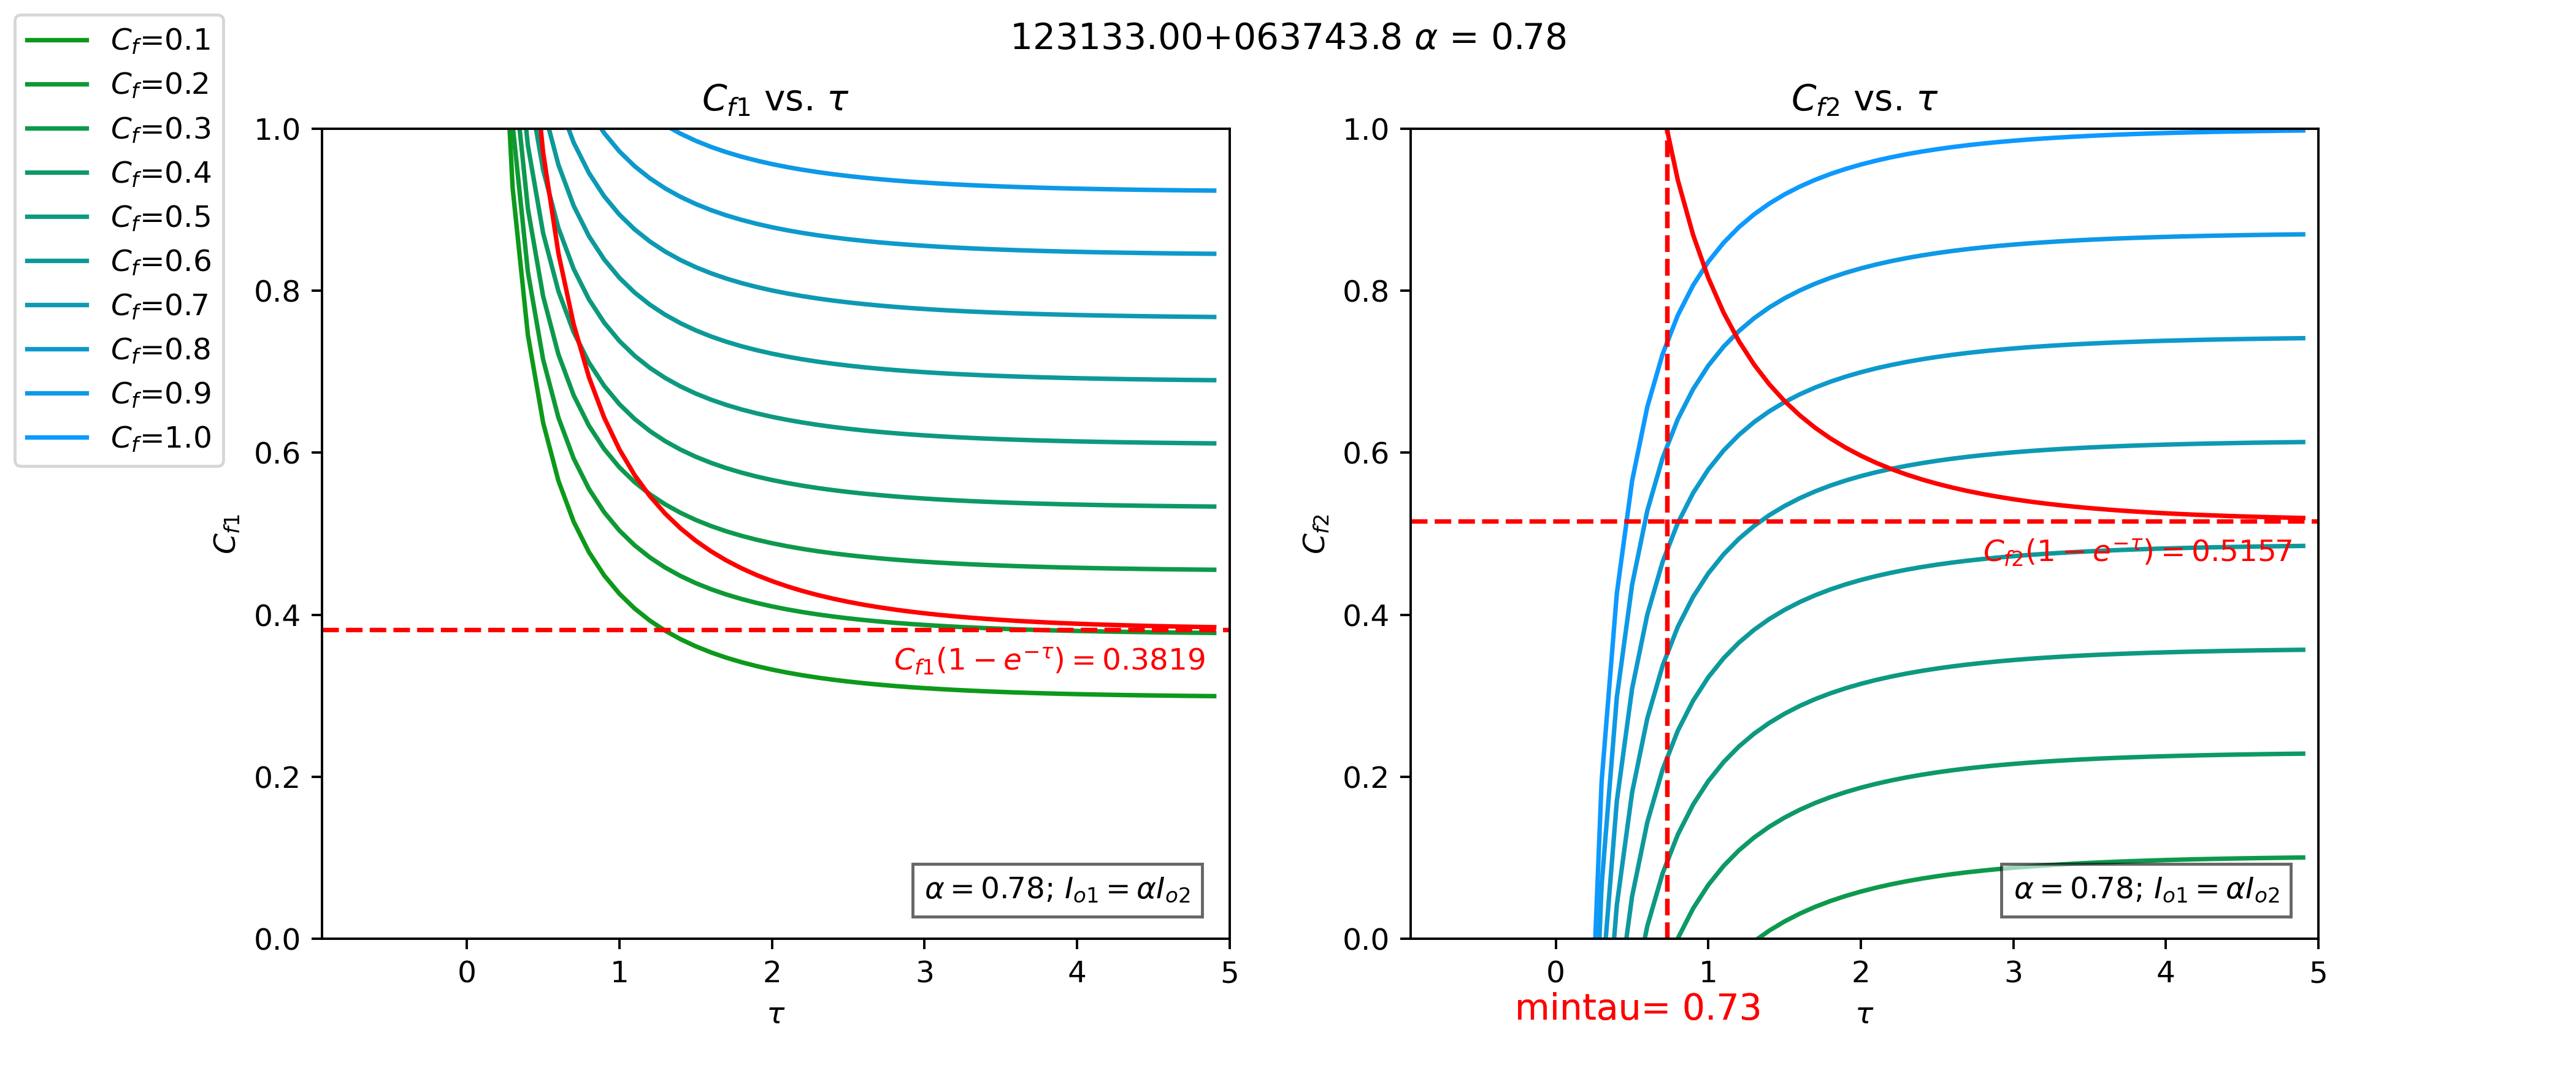 123133.00+063743.8 α = 0.78
C_f=0.1
C_f=0.2
C_f=0.3
C_f=0.4
C_f=0.5
C_f=0.6
C_f=0.7
C_f=0.8
C_f=0.9
C_f=1.0
C_{f1} vs. τ
1.0
0.8
0.6
0.4
0.2
0.0
C_{f1}
C_{f1}(1 − e^{−τ}) = 0.3819
α = 0.78; I_{o1} = αI_{o2}
0 1 2 3 4 5
τ
C_{f2} vs. τ
1.0
0.8
0.6
0.4
0.2
0.0
C_{f2}
C_{f2}(1 − e^{−τ}) = 0.5157
α = 0.78; I_{o1} = αI_{o2}
0 1 2 3 4 5
mintau= 0.73
τ